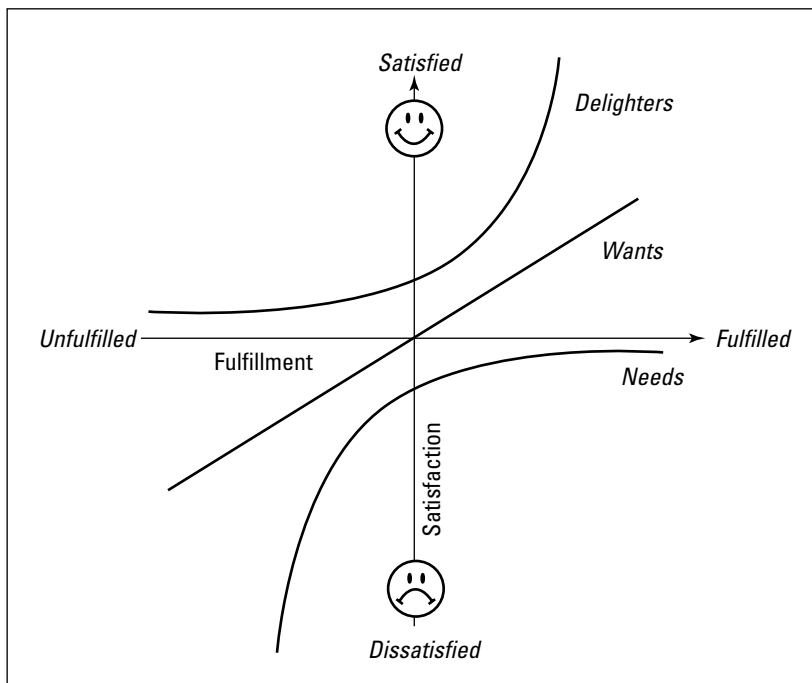 Satisfied
Delighters
Wants
Unfulfilled
Fulfilled
Fulfillment
Needs
Satisfaction
Dissatisfied